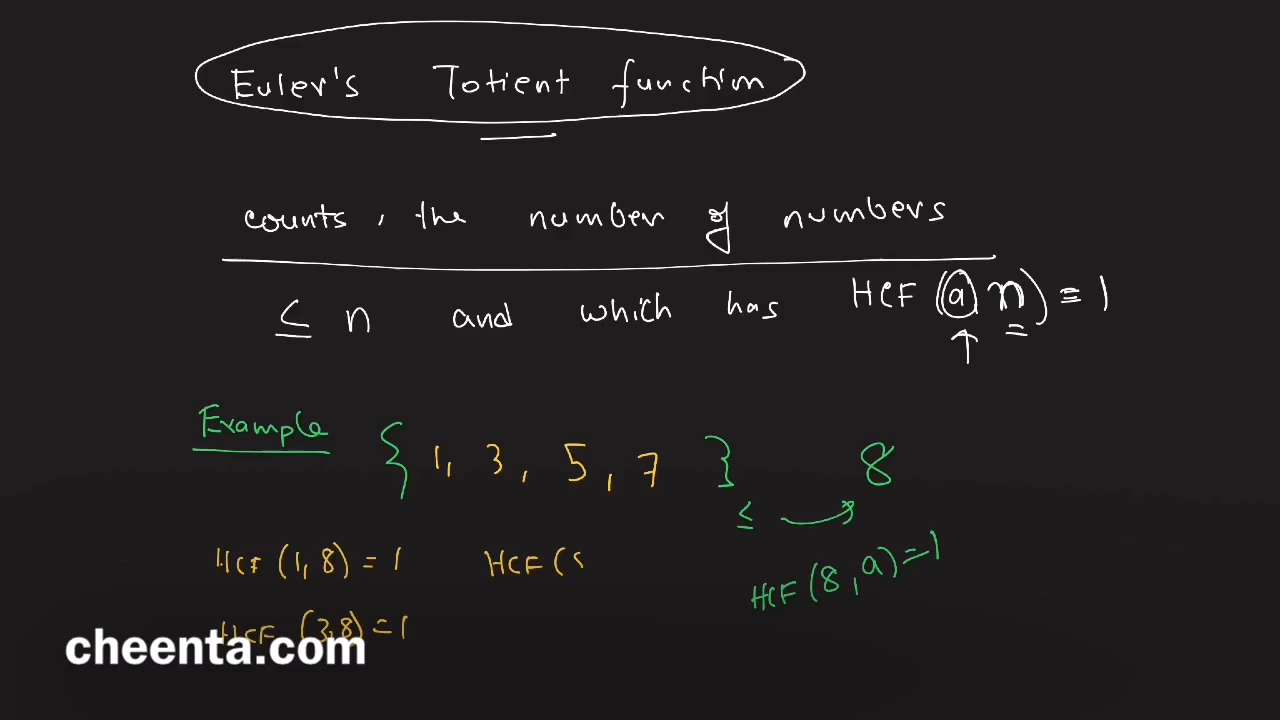 Euler's Totient function
counts, the number of numbers
≤ n and which has HCF (a n) = 1
Example { 1, 3, 5, 7 } 8
≤
HCF (1, 8) = 1 HCF ( HCF (8, a) = 1
HCF (3, 8) = 1
cheenta.com